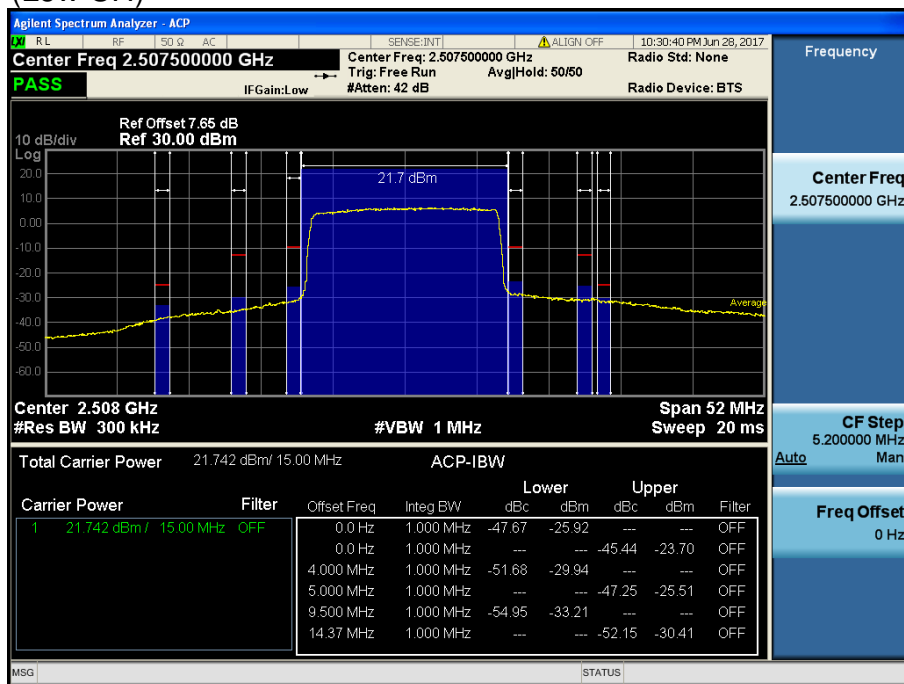 (Low CH)
Agilent Spectrum Analyzer - ACP
LXI RL RF 50 Ω AC SENSE:INT ALIGN OFF 10:30:40 PM Jun 28, 2017
Center Freq 2.507500000 GHz Center Freq: 2.507500000 GHz Radio Std: None
Trig: Free Run Avg|Hold: 50/50
PASS IFGain:Low #Atten: 42 dB Radio Device: BTS
Ref Offset 7.65 dB
10 dB/div Ref 30.00 dBm
Log
20.0
10.0
0.00
-10.0
-20.0
-30.0
-40.0
-50.0
-60.0
21.7 dBm
Average
Center 2.508 GHz Span 52 MHz
#Res BW 300 kHz #VBW 1 MHz Sweep 20 ms
Total Carrier Power 21.742 dBm/ 15.00 MHz ACP-IBW
Lower Upper
Carrier Power Filter Offset Freq Integ BW dBc dBm dBc dBm Filter
1 21.742 dBm / 15.00 MHz OFF 0.0 Hz 1.000 MHz -47.67 -25.92 --- --- OFF
0.0 Hz 1.000 MHz --- --- -45.44 -23.70 OFF
4.000 MHz 1.000 MHz -51.68 -29.94 --- --- OFF
5.000 MHz 1.000 MHz --- --- -47.25 -25.51 OFF
9.500 MHz 1.000 MHz -54.95 -33.21 --- --- OFF
14.37 MHz 1.000 MHz --- --- -52.15 -30.41 OFF
MSG STATUS
Frequency
Center Freq
2.507500000 GHz
CF Step
5.200000 MHz
Auto Man
Freq Offset
0 Hz